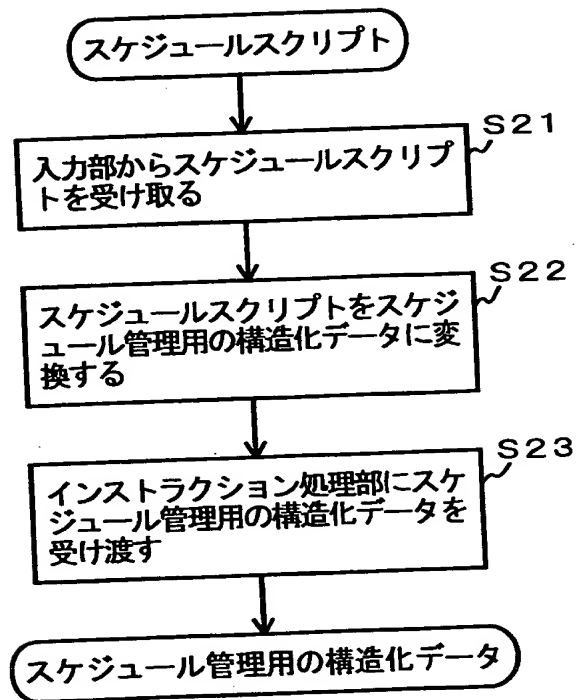 スケジュールスクリプト
S21
入力部からスケジュールスクリプ
トを受け取る
S22
スケジュールスクリプトをスケジ
ュール管理用の構造化データに変
換する
S23
インストラクション処理部にスケ
ジュール管理用の構造化データを
受け渡す
スケジュール管理用の構造化データ